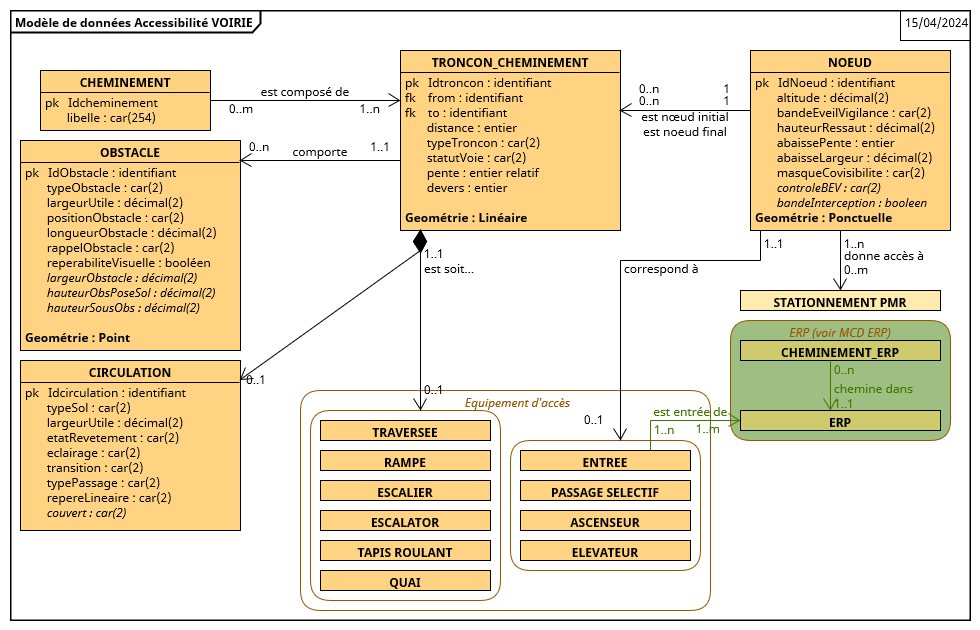 Modèle de données Accessibilité VOIRIE
15/04/2024
CHEMINEMENT
pk Idcheminement
libelle : car(254)
est composé de
0..m
1..n
TRONCON_CHEMINEMENT
pk Idtroncon : identifiant
fk from : identifiant
fk to : identifiant
distance : entier
typeTroncon : car(2)
statutVoie : car(2)
pente : entier relatif
devers : entier
Geométrie : Linéaire
0..n 1
0..n 1
est nœud initial
est noeud final
NOEUD
pk IdNoeud : identifiant
altitude : décimal(2)
bandeEveilVigilance : car(2)
hauteurRessaut : décimal(2)
abaissePente : entier
abaisseLargeur : décimal(2)
masqueCovisibilite : car(2)
controleBEV : car(2)
bandeInterception : booleen
Geométrie : Ponctuelle
OBSTACLE
pk IdObstacle : identifiant
typeObstacle : car(2)
largeurUtile : décimal(2)
positionObstacle : car(2)
longueurObstacle : décimal(2)
rappelObstacle : car(2)
reperabiliteVisuelle : booléen
largeurObstacle : décimal(2)
hauteurObsPoseSol : décimal(2)
hauteurSousObs : décimal(2)
Geométrie : Point
0..n
comporte
1..1
1..1
est soit...
0..1
0..1
CIRCULATION
pk Idcirculation : identifiant
typeSol : car(2)
largeurUtile : décimal(2)
etatRevetement : car(2)
eclairage : car(2)
transition : car(2)
typePassage : car(2)
repereLineaire : car(2)
couvert : car(2)
1..1
correspond à
0..1
1..n
donne accès à
0..m
STATIONNEMENT PMR
ERP (voir MCD ERP)
CHEMINEMENT_ERP
0..n
chemine dans
1..1
ERP
est entrée de
1..n
1..m
Equipement d'accès
TRAVERSEE
RAMPE
ESCALIER
ESCALATOR
TAPIS ROULANT
QUAI
ENTREE
PASSAGE SELECTIF
ASCENSEUR
ELEVATEUR